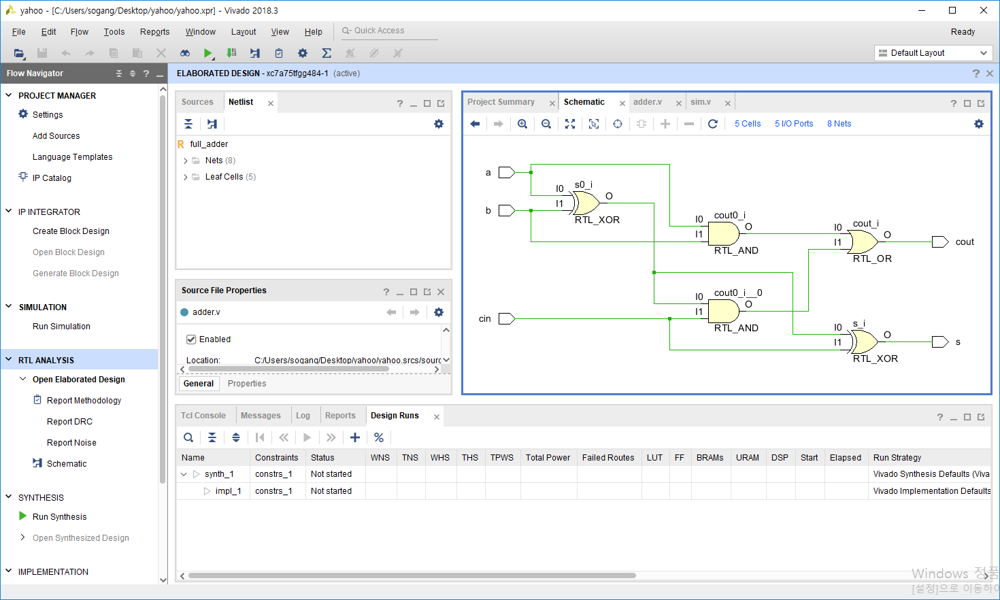 yahoo - [C:/Users/sogang/Desktop/yahoo/yahoo.xpr] - Vivado 2018.3
File Edit Flow Tools Reports Window Layout View Help Quick Access Ready
Default Layout
Flow Navigator
PROJECT MANAGER
Settings
Add Sources
Language Templates
IP Catalog
IP INTEGRATOR
Create Block Design
Open Block Design
Generate Block Design
SIMULATION
Run Simulation
RTL ANALYSIS
Open Elaborated Design
Report Methodology
Report DRC
Report Noise
Schematic
SYNTHESIS
Run Synthesis
Open Synthesized Design
IMPLEMENTATION
ELABORATED DESIGN - xc7a75tfgg484-1 (active)
Sources Netlist
full_adder
Nets (8)
Leaf Cells (5)
Source File Properties
adder.v
Enabled
Location: C:/Users/sogang/Desktop/yahoo/yahoo.srcs/sourc
General Properties
Project Summary Schematic adder.v sim.v
5 Cells 5 I/O Ports 8 Nets
a
b
cin
s0_i
I0
I1
O
RTL_XOR
cout0_i
I0
I1
O
RTL_AND
cout0_i__0
I0
I1
O
RTL_AND
cout_i
I0
I1
O
RTL_OR
cout
s_i
I0
I1
O
RTL_XOR
s
Tcl Console Messages Log Reports Design Runs
Name Constraints Status WNS TNS WHS THS TPWS Total Power Failed Routes LUT FF BRAMs URAM DSP Start Elapsed Run Strategy
synth_1 constrs_1 Not started Vivado Synthesis Defaults (Viva
impl_1 constrs_1 Not started Vivado Implementation Defaults
Windows 정품
[설정]으로 이동하여